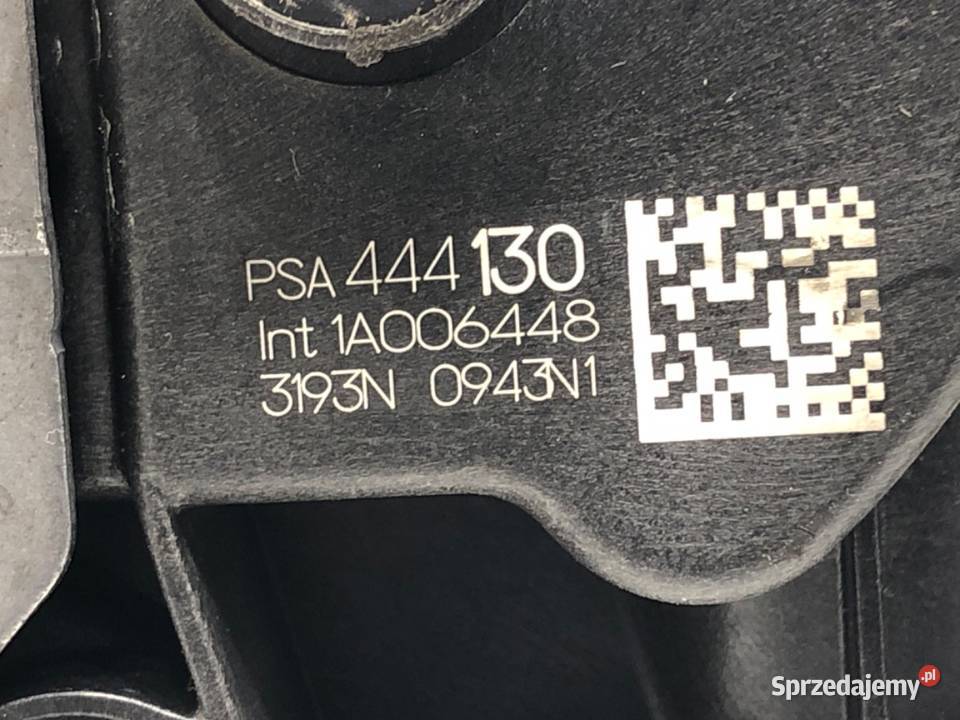 PSA 444 130
Int 1A006448
3193N 0943N1
Sprzedajemy.pl